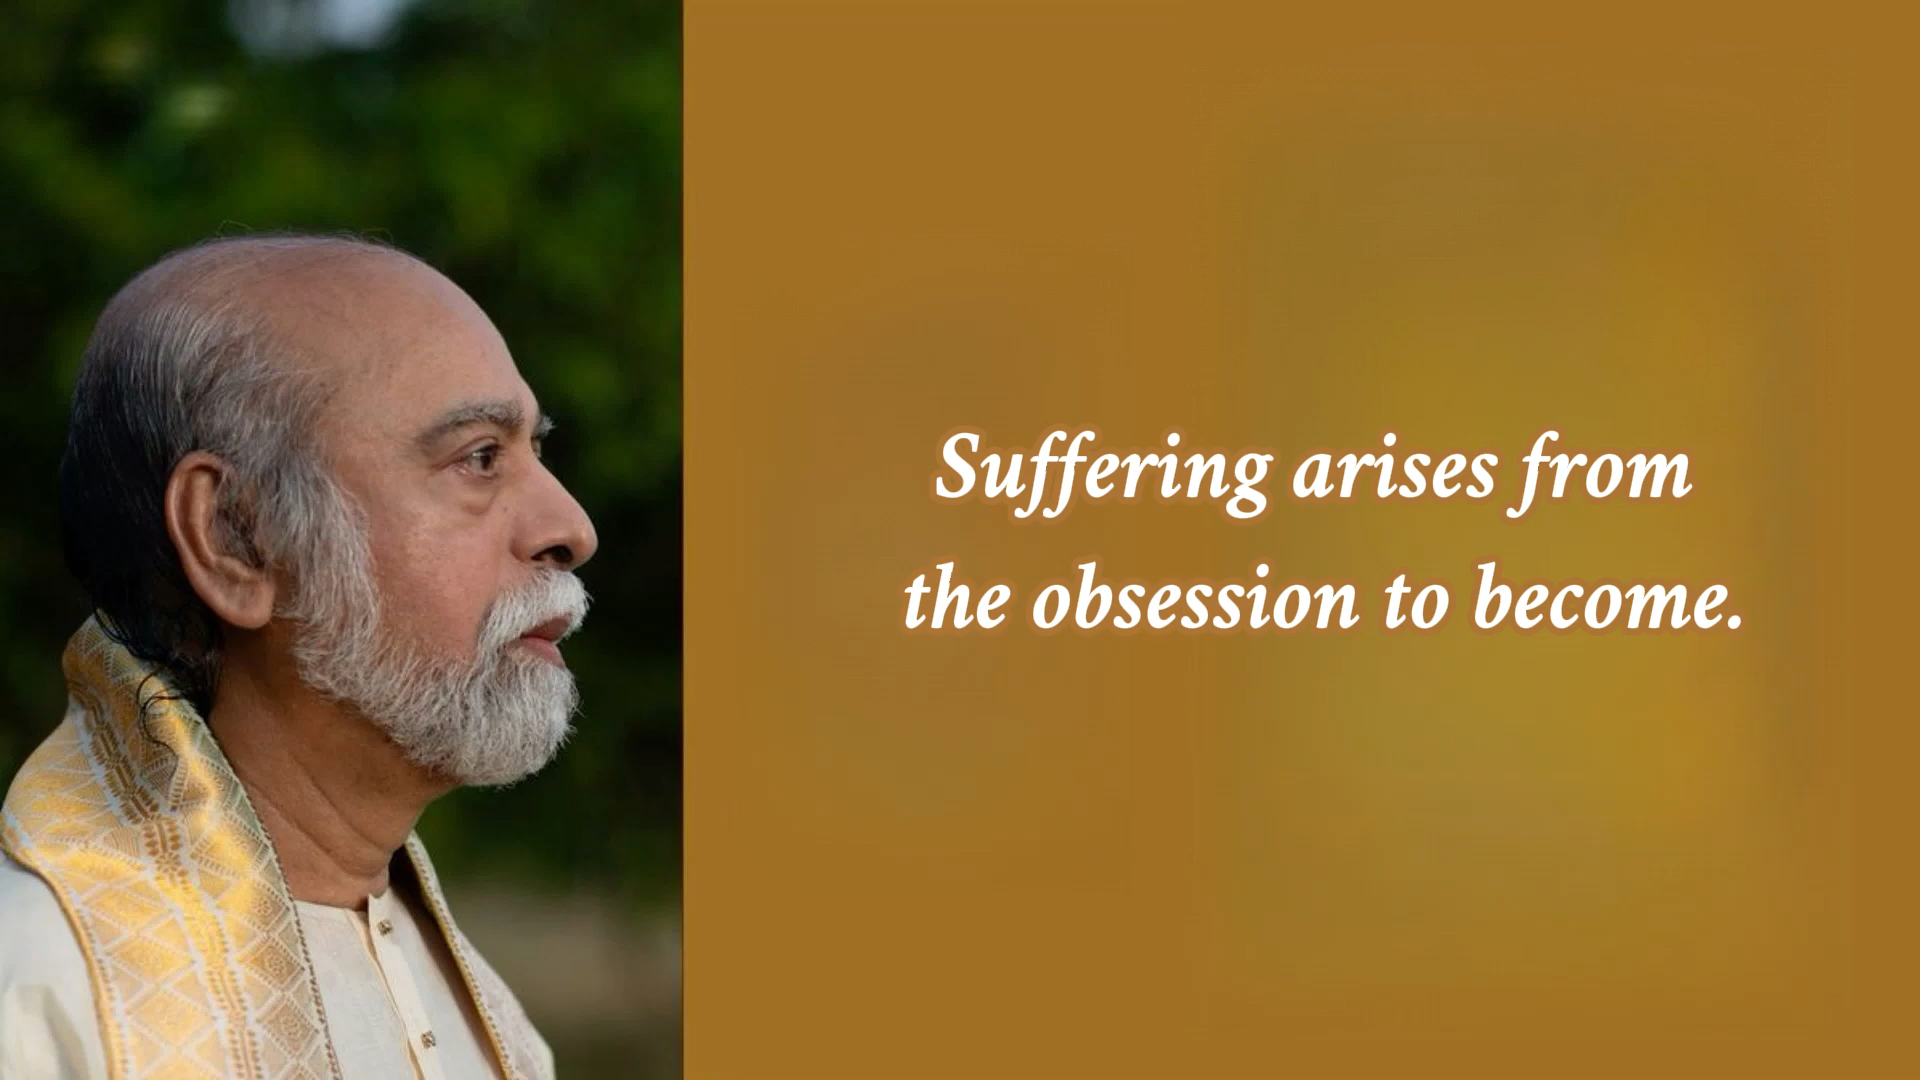 Suffering arises from
the obsession to become.